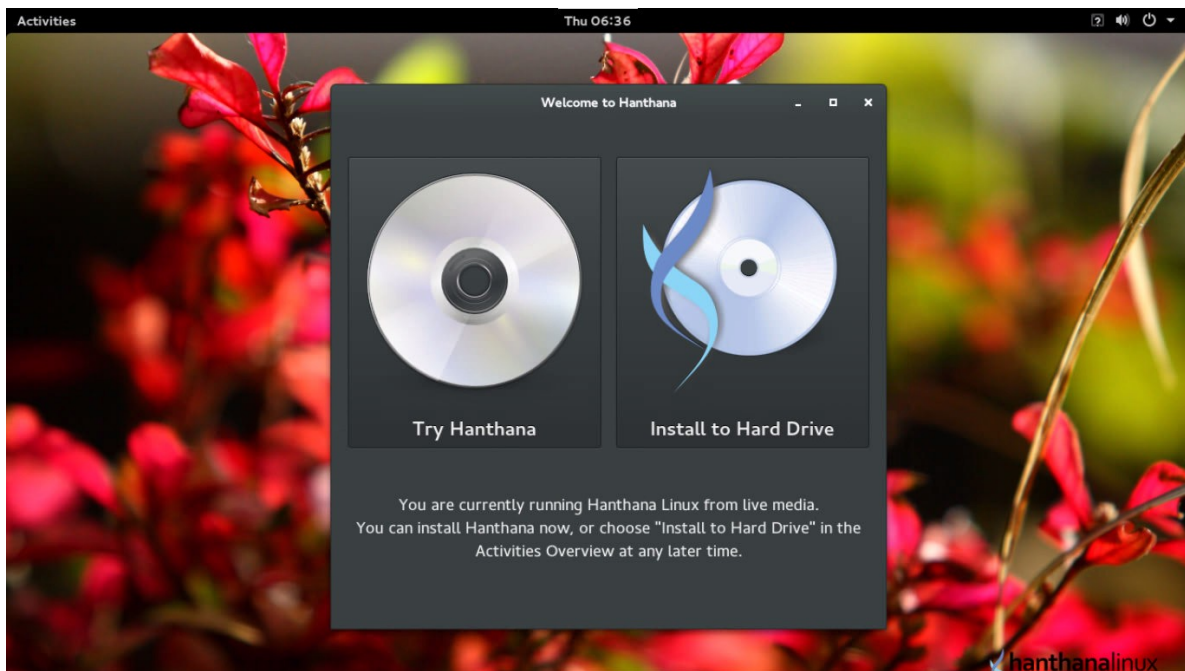 Activities
Thu 06:36
Welcome to Hanthana
Try Hanthana
Install to Hard Drive
You are currently running Hanthana Linux from live media.
You can install Hanthana now, or choose "Install to Hard Drive" in the
Activities Overview at any later time.
hanthanalinux